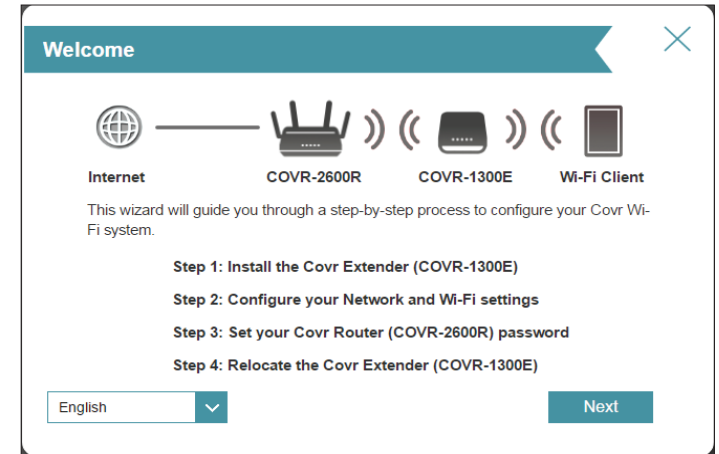 Welcome
Internet
COVR-2600R
COVR-1300E
Wi-Fi Client
This wizard will guide you through a step-by-step process to configure your Covr Wi-
Fi system.
Step 1: Install the Covr Extender (COVR-1300E)
Step 2: Configure your Network and Wi-Fi settings
Step 3: Set your Covr Router (COVR-2600R) password
Step 4: Relocate the Covr Extender (COVR-1300E)
English
Next